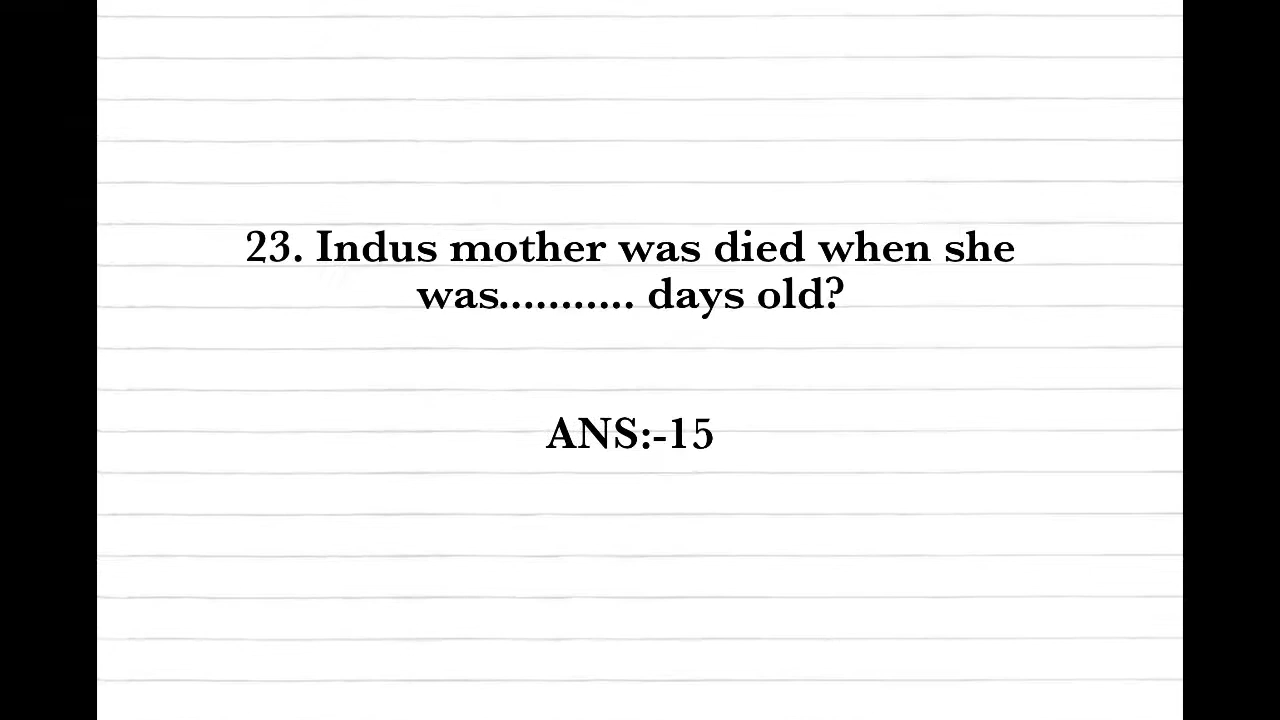 23. Indus mother was died when she
was........... days old?
ANS:-15